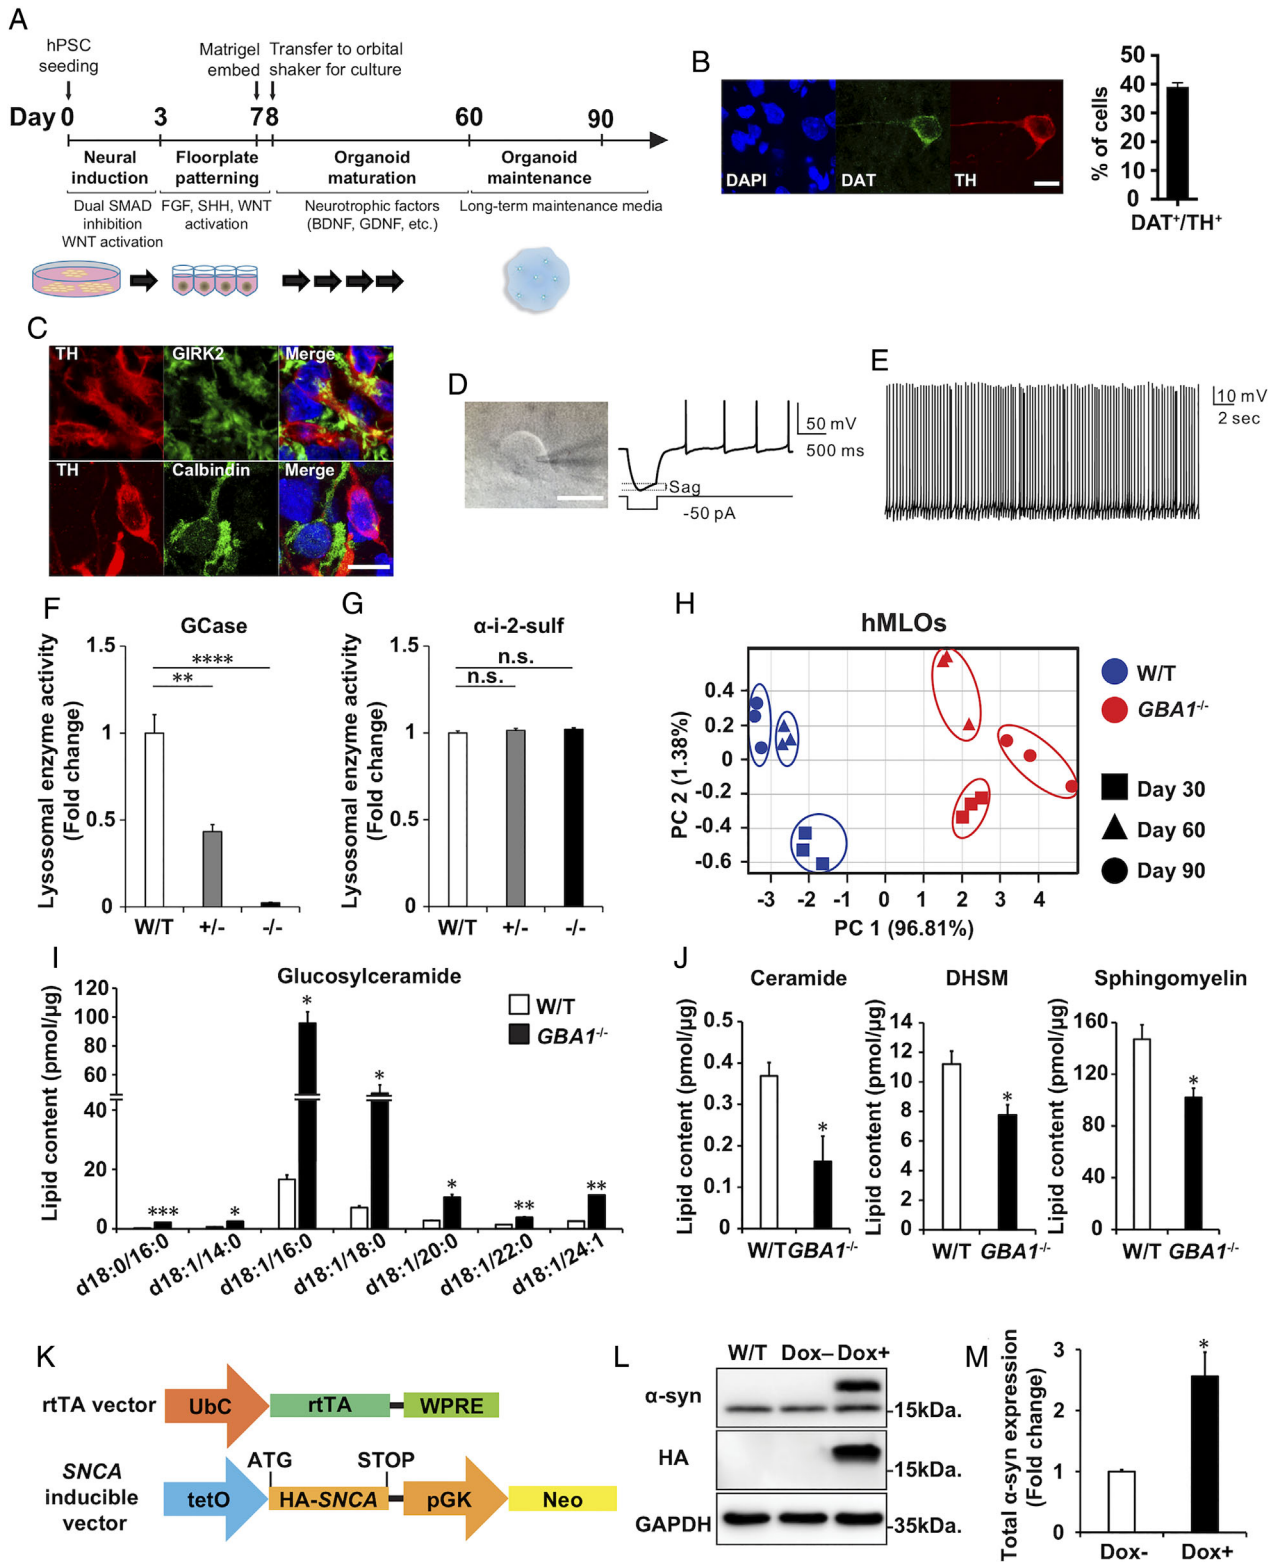 A
hPSC
seeding
Matrigel
embed
Transfer to orbital
shaker for culture
Day 0 3 7 8 60 90
Neural
induction
Floorplate
patterning
Organoid
maturation
Organoid
maintenance
Dual SMAD
inhibition
WNT activation
FGF, SHH, WNT
activation
Neurotrophic factors
(BDNF, GDNF, etc.)
Long-term maintenance media
B
DAPI DAT TH
% of cells
50
40
30
20
10
0
DAT⁺/TH⁺
C
TH GIRK2 Merge
TH Calbindin Merge
D
50 mV
500 ms
Sag
-50 pA
E
10 mV
2 sec
F
GCase
Lysosomal enzyme activity
(Fold change)
1.5
1
0.5
0
****
**
W/T +/- -/-
G
α-i-2-sulf
Lysosomal enzyme activity
(Fold change)
1.5
1
0.5
0
n.s.
n.s.
W/T +/- -/-
H
hMLOs
PC 2 (1.38%)
0.4
0.2
0
-0.2
-0.4
-0.6
-3 -2 -1 0 1 2 3 4
PC 1 (96.81%)
W/T
GBA1⁻/⁻
Day 30
Day 60
Day 90
I
Glucosylceramide
Lipid content (pmol/µg)
120
100
80
60
40
20
0
W/T
GBA1⁻/⁻
*** * * * * ** **
d18:0/16:0 d18:1/14:0 d18:1/16:0 d18:1/18:0 d18:1/20:0 d18:1/22:0 d18:1/24:1
J
Ceramide
Lipid content (pmol/µg)
0.5
0.4
0.3
0.2
0.1
0
*
W/T GBA1⁻/⁻
DHSM
Lipid content (pmol/µg)
14
12
10
8
6
4
2
0
*
W/T GBA1⁻/⁻
Sphingomyelin
Lipid content (pmol/µg)
160
120
80
40
0
*
W/T GBA1⁻/⁻
K
rtTA vector
UbC rtTA WPRE
ATG STOP
SNCA
inducible
vector
tetO HA-SNCA pGK Neo
L
W/T Dox– Dox+
α-syn
-15kDa.
HA
-15kDa.
GAPDH
-35kDa.
M
Total α-syn expression
(Fold change)
3
2
1
0
*
Dox- Dox+